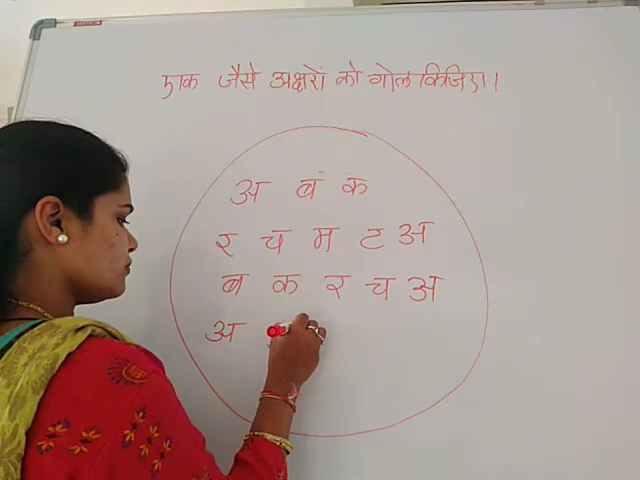 एक जैसे अक्षरों को गोल किजिए।
अ बं क
र च म ट अ
ब क र च अ
अ